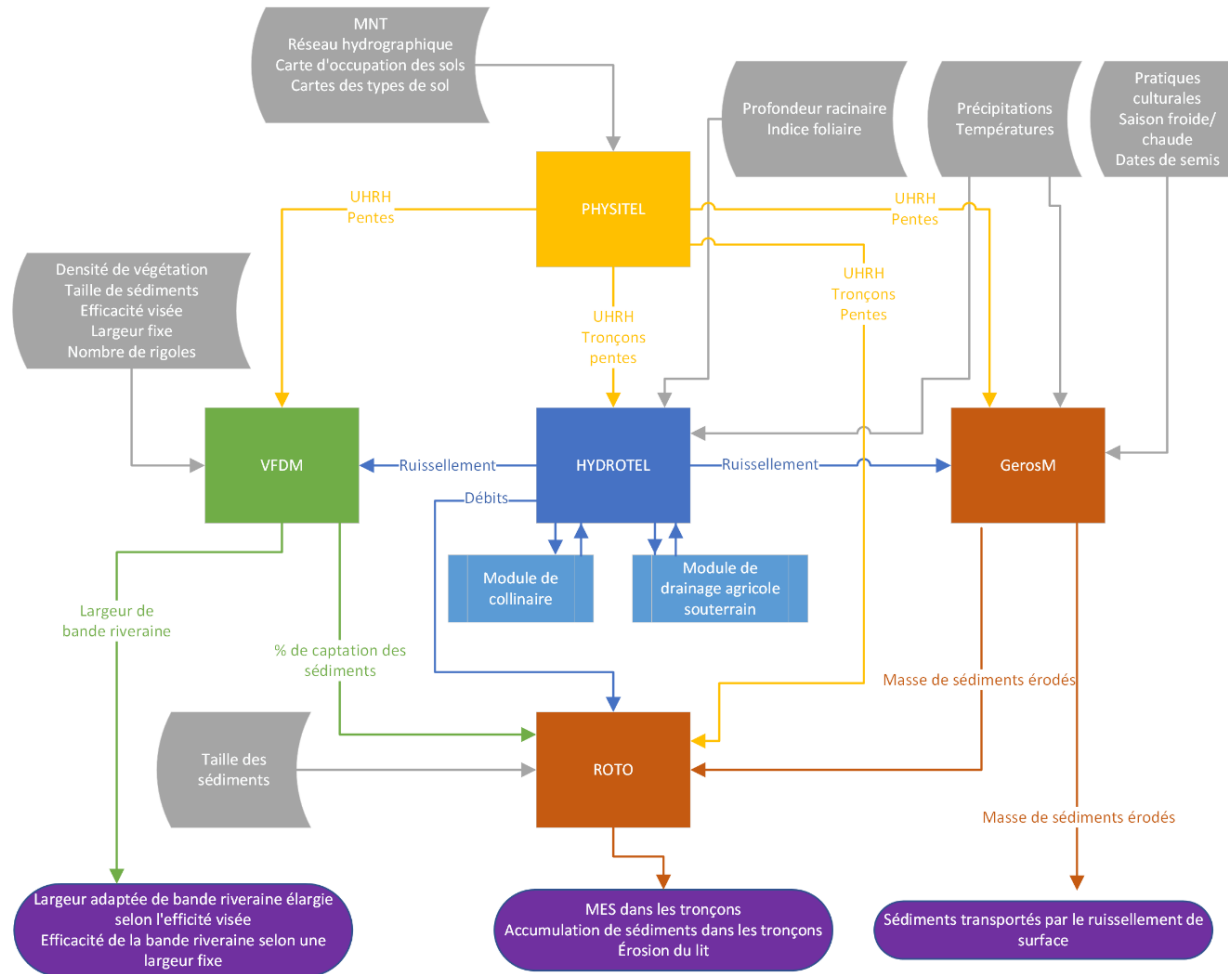 MNT
Réseau hydrographique
Carte d'occupation des sols
Cartes des types de sol
Profondeur racinaire
Indice foliaire
Précipitations
Températures
Pratiques
culturales
Saison froide/
chaude
Dates de semis
UHRH
Pentes
PHYSITEL
UHRH
Pentes
Densité de végétation
Taille de sédiments
Efficacité visée
Largeur fixe
Nombre de rigoles
UHRH
Tronçons
pentes
UHRH
Tronçons
Pentes
VFDM
Ruissellement
HYDROTEL
Ruissellement
GerosM
Débits
Module de
collinaire
Module de
drainage agricole
souterrain
Largeur de
bande riveraine
% de captation des
sédiments
Masse de sédiments érodés
Taille des
sédiments
ROTO
Masse de sédiments érodés
Largeur adaptée de bande riveraine élargie
selon l'efficité visée
Efficacité de la bande riveraine selon une
largeur fixe
MES dans les tronçons
Accumulation de sédiments dans les tronçons
Érosion du lit
Sédiments transportés par le ruissellement de
surface